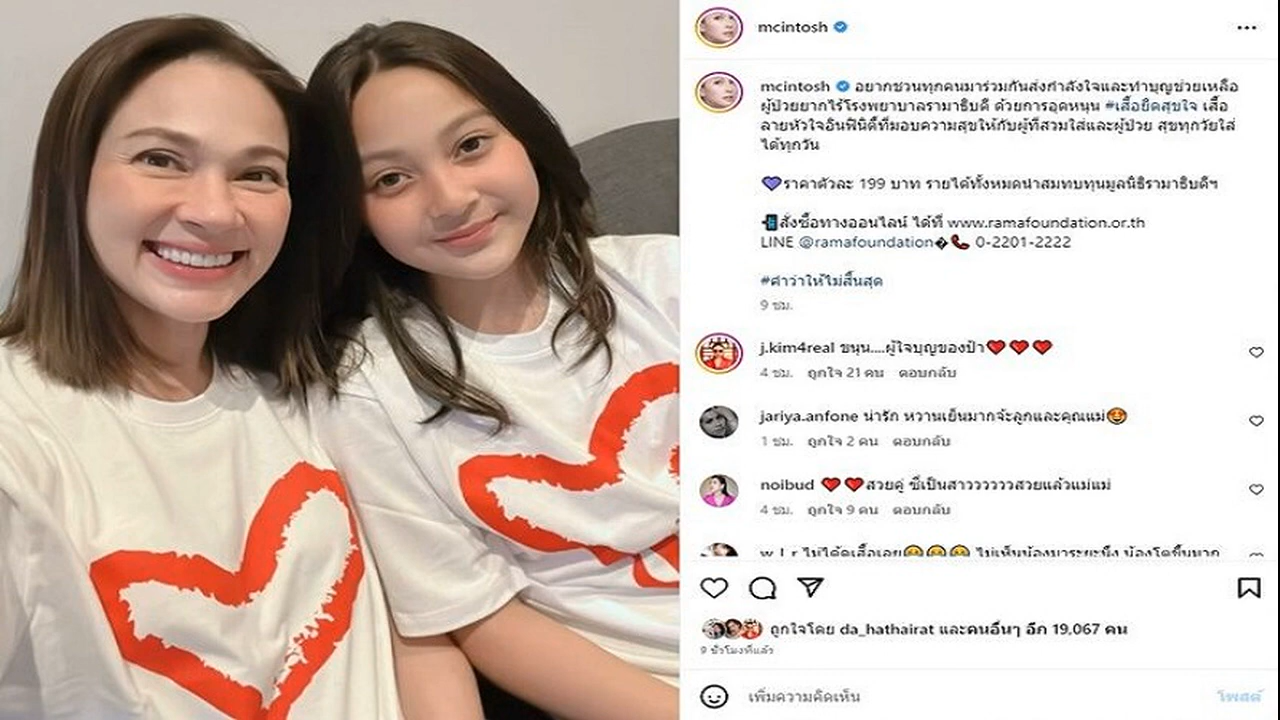 mcintosh
mcintosh อยากชวนทุกคนมาร่วมกันส่งกำลังใจและทำบุญช่วยเหลือ
ผู้ป่วยยากไร้โรงพยาบาลรามาธิบดี ด้วยการอุดหนุน #เสื้อยืดสุขใจ เสื้อ
ลายหัวใจอินฟินิตี้ที่มอบความสุขให้กับผู้ที่สวมใส่และผู้ป่วย สุขทุกวัยใส่
ได้ทุกวัน
💜ราคาตัวละ 199 บาท รายได้ทั้งหมดนำสมทบทุนมูลนิธิรามาธิบดีฯ
📲สั่งซื้อทางออนไลน์ ได้ที่ www.ramafoundation.or.th
LINE @ramafoundation�📞 0-2201-2222
#คำว่าให้ไม่สิ้นสุด
9 ชม.
j.kim4real ขนุน....ผู้ใจบุญของป้า❤️❤️❤️
4 ชม. ถูกใจ 21 คน ตอบกลับ
jariya.anfone น่ารัก หวานเย็นมากจ้ะลูกและคุณแม่🤩
1 ชม. ถูกใจ 2 คน ตอบกลับ
noibud ❤️❤️สวยคู่ ซี่เป็นสาววววววสวยแล้วแม่แม่
4 ชม. ถูกใจ 9 คน ตอบกลับ
w_l_r ไม่ได้ดูเสื้อเลย
ถูกใจโดย da_hathairat และคนอื่นๆ อีก 19,067 คน
9 ชั่วโมงที่แล้ว
เพิ่มความคิดเห็น
โพสต์